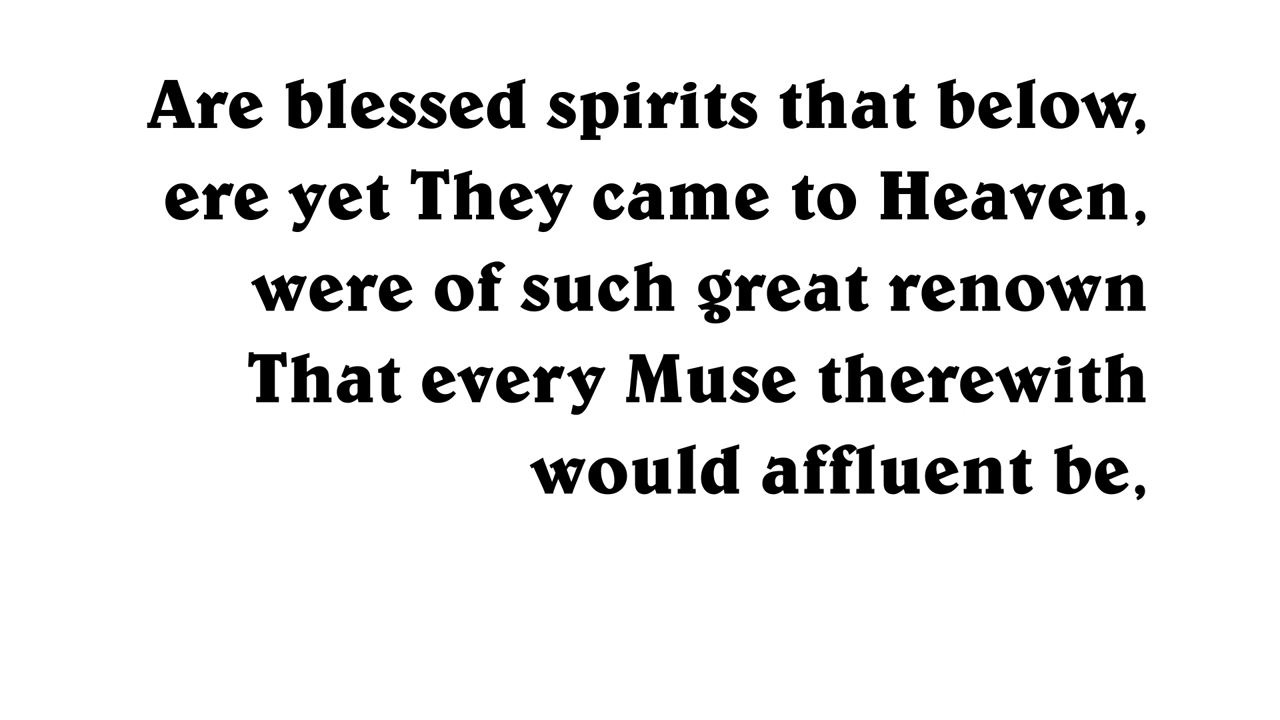 Are blessed spirits that below,
ere yet They came to Heaven,
were of such great renown
That every Muse therewith
would affluent be,